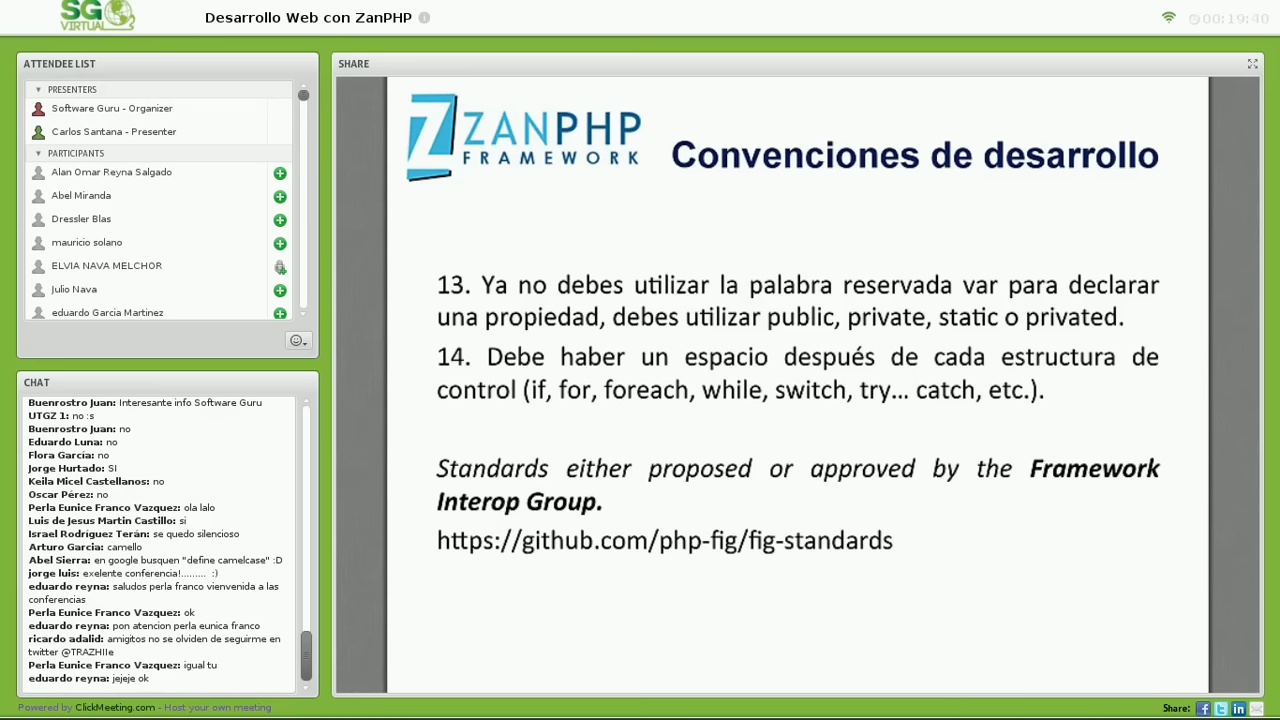 SG
VIRTUAL
Desarrollo Web con ZanPHP
00:19:40
ATTENDEE LIST
PRESENTERS
Software Guru - Organizer
Carlos Santana - Presenter
PARTICIPANTS
Alan Omar Reyna Salgado
Abel Miranda
Dressler Blas
mauricio solano
ELVIA NAVA MELCHOR
Julio Nava
eduardo Garcia Martinez
CHAT
Buenrostro Juan: Interesante info Software Guru
UTGZ 1: no :s
Buenrostro Juan: no
Eduardo Luna: no
Flora García: no
Jorge Hurtado: SI
Keila Micel Castellanos: no
Oscar Pérez: no
Perla Eunice Franco Vazquez: ola lalo
Luis de Jesus Martin Castillo: si
Israel Rodríguez Terán: se quedo silencioso
Arturo Garcia: camello
Abel Sierra: en google busquen "define camelcase" :D
jorge luis: exelente conferencia!......... :)
eduardo reyna: saludos perla franco vienvenida a las
conferencias
Perla Eunice Franco Vazquez: ok
eduardo reyna: pon atencion perla eunica franco
ricardo adalid: amigitos no se olviden de seguirme en
twitter @TRAZHIIe
Perla Eunice Franco Vazquez: igual tu
eduardo reyna: jejeje ok
SHARE
ZANPHP
FRAMEWORK
Convenciones de desarrollo
13. Ya no debes utilizar la palabra reservada var para declarar
una propiedad, debes utilizar public, private, static o privated.
14. Debe haber un espacio después de cada estructura de
control (if, for, foreach, while, switch, try... catch, etc.).
Standards either proposed or approved by the Framework
Interop Group.
https://github.com/php-fig/fig-standards
Powered by ClickMeeting.com - Host your own meeting
Share: